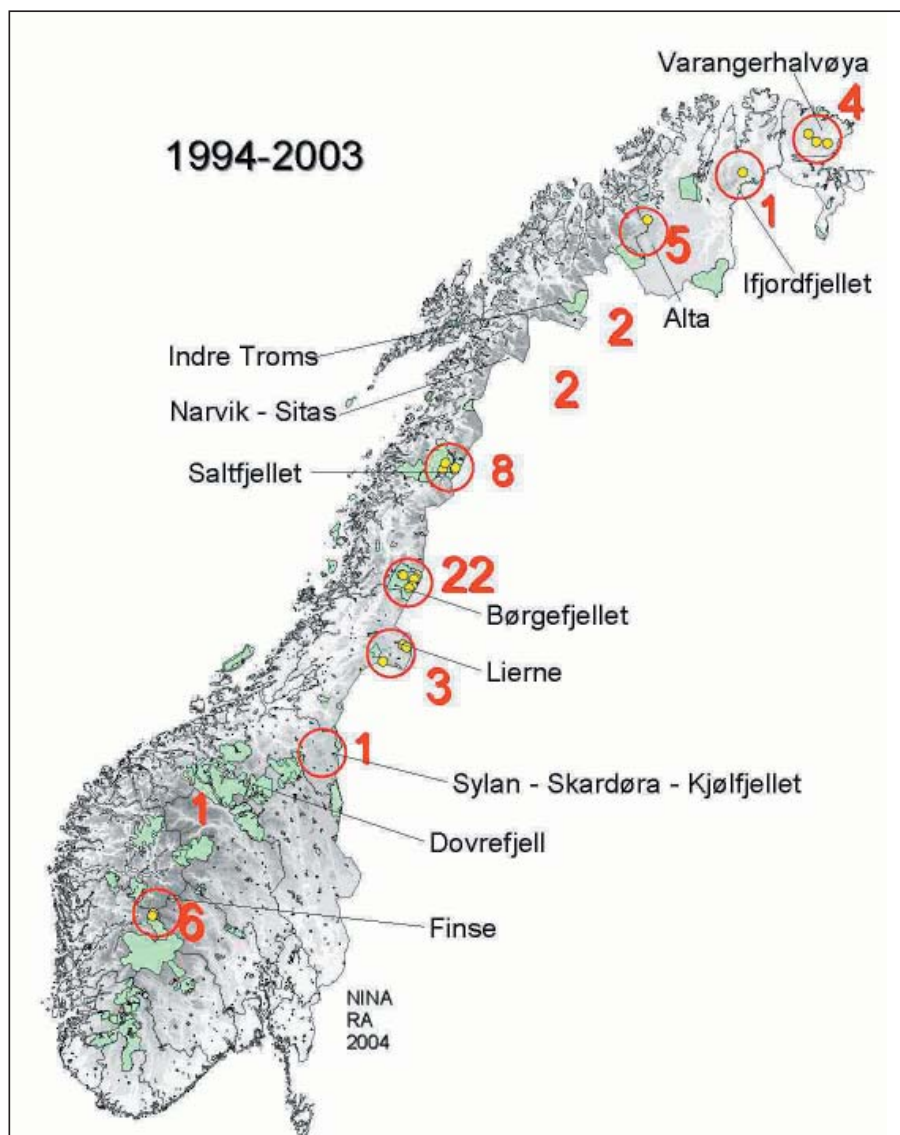 Varangerhalvøya
4
1994-2003
1
5
Ifjordfjellet
Alta
2
Indre Troms
2
Narvik - Sitas
Saltfjellet
8
22
Børgefjellet
Lierne
3
1
Sylan - Skardøra - Kjølfjellet
1
Dovrefjell
6
Finse
NINA
RA
2004